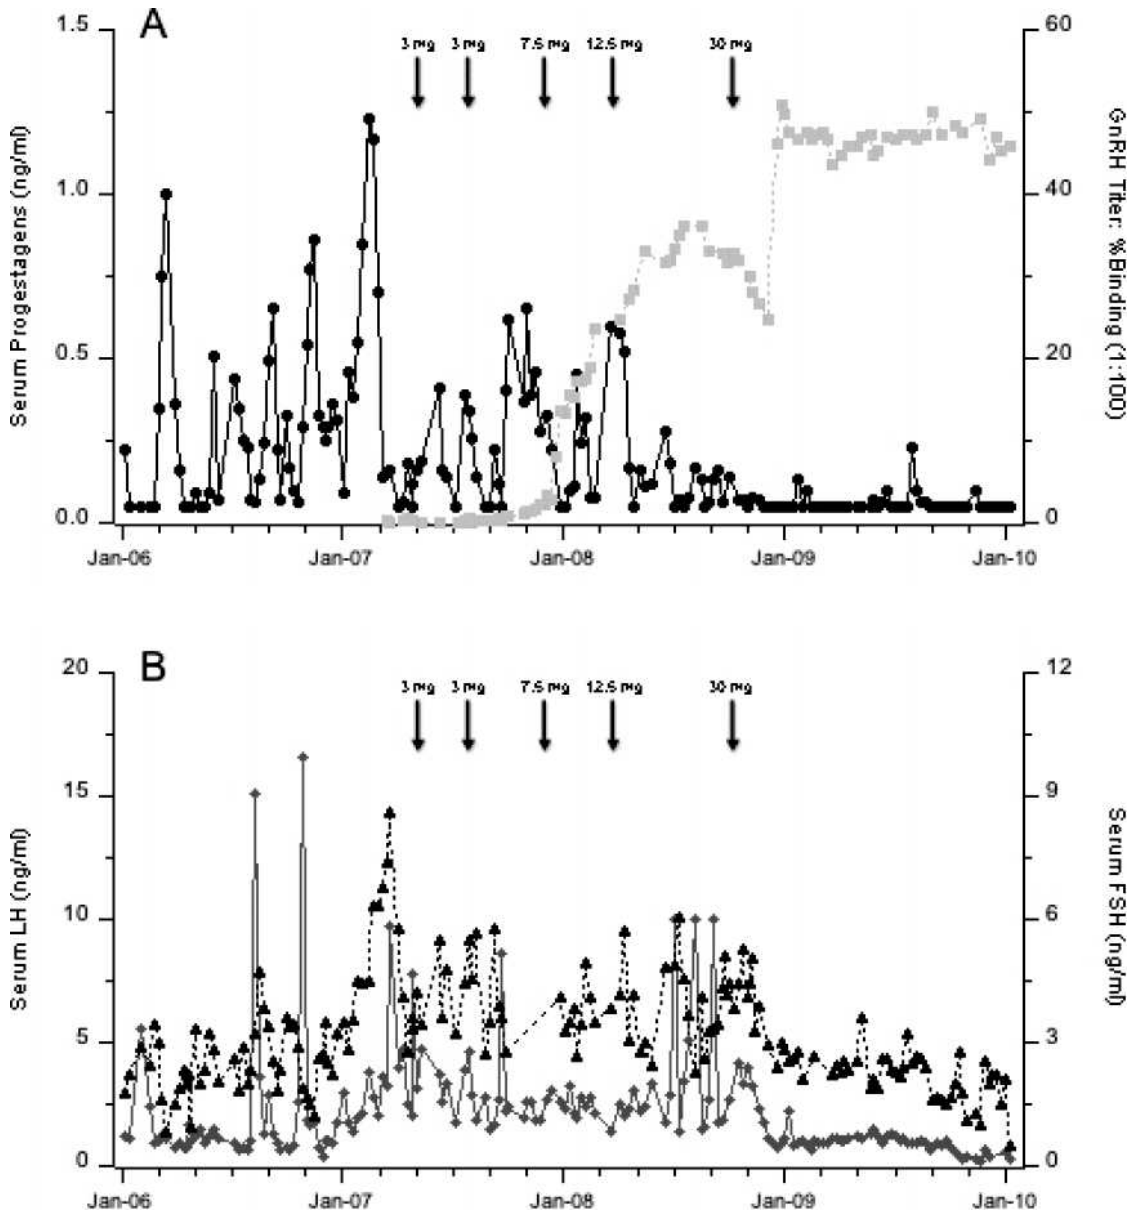 A
1.5
60
3 mg 3 mg 7.5 mg 12.5 mg 30 mg
1.0
40
0.5
20
0.0
0
Serum Progestagens (ng/ml)
GnRH Titer: %Binding (1:100)
Jan-06 Jan-07 Jan-08 Jan-09 Jan-10
B
20
12
3 mg 3 mg 7.5 mg 12.5 mg 30 mg
15
9
10
6
5
3
0
0
Serum LH (ng/ml)
Serum FSH (ng/ml)
Jan-06 Jan-07 Jan-08 Jan-09 Jan-10